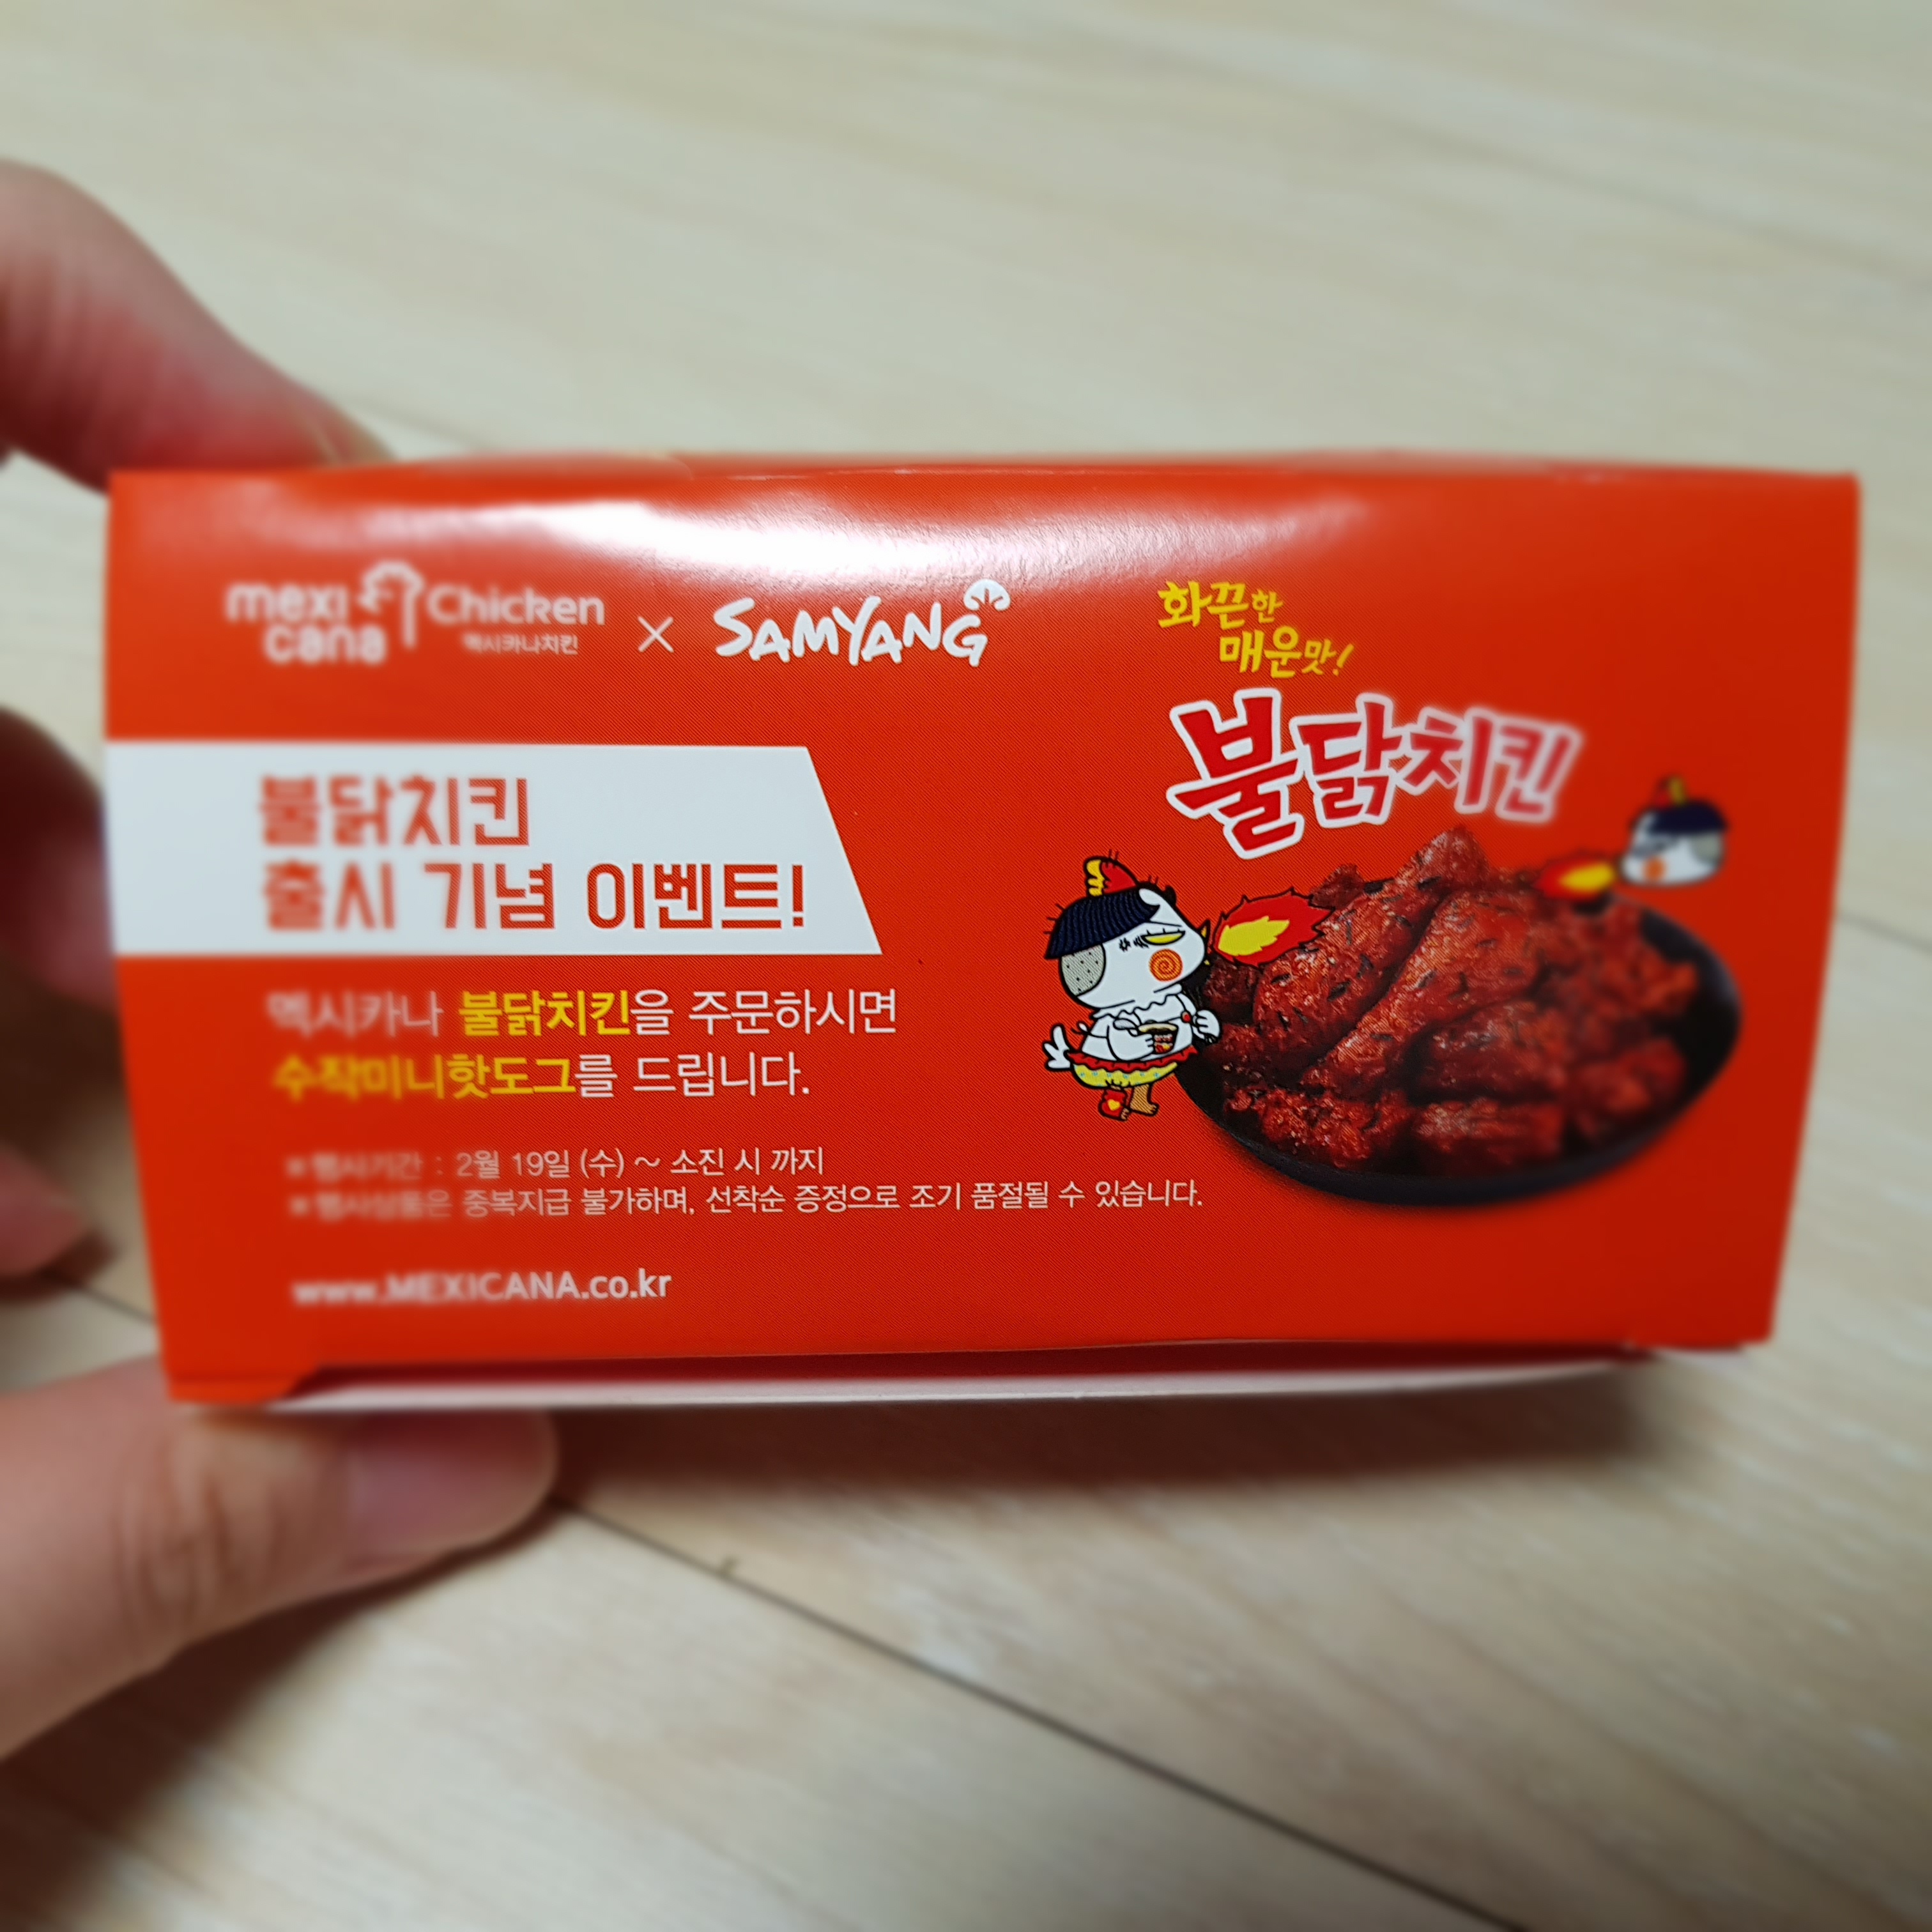 mexi
cana Chicken
멕시카나치킨
× SAMYANG
화끈한
매운맛!
불닭치킨
불닭치킨
출시 기념 이벤트!
멕시카나 불닭치킨을 주문하시면
수작미니핫도그를 드립니다.
※ 행사기간 : 2월 19일 (수) ~ 소진 시 까지
※ 행사상품은 중복지급 불가하며, 선착순 증정으로 조기 품절될 수 있습니다.
www.MEXICANA.co.kr